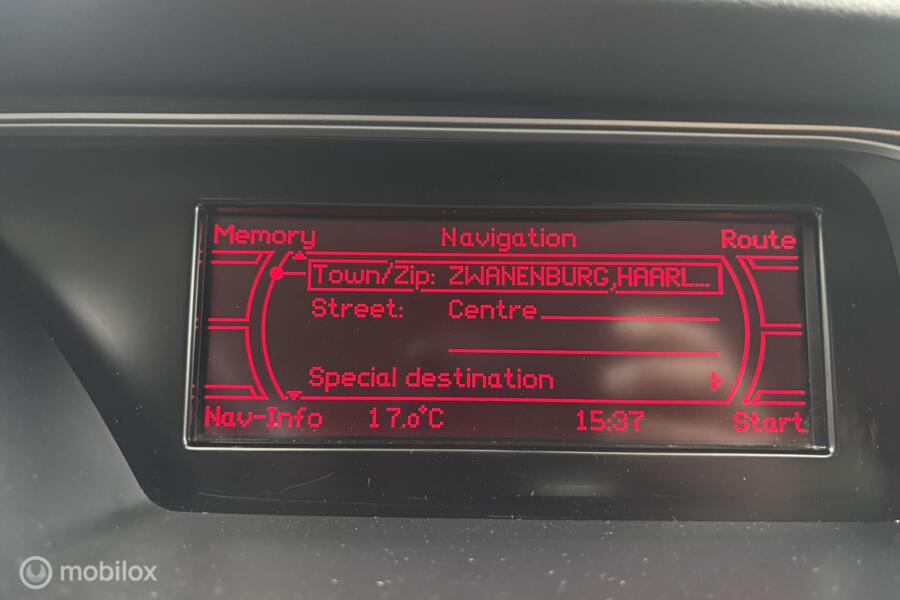 Memory Navigation Route
Town/Zip: ZWANENBURG,HAARL...
Street: Centre
Special destination
Nav-Info 17.0°C 15:37 Start
mobilox